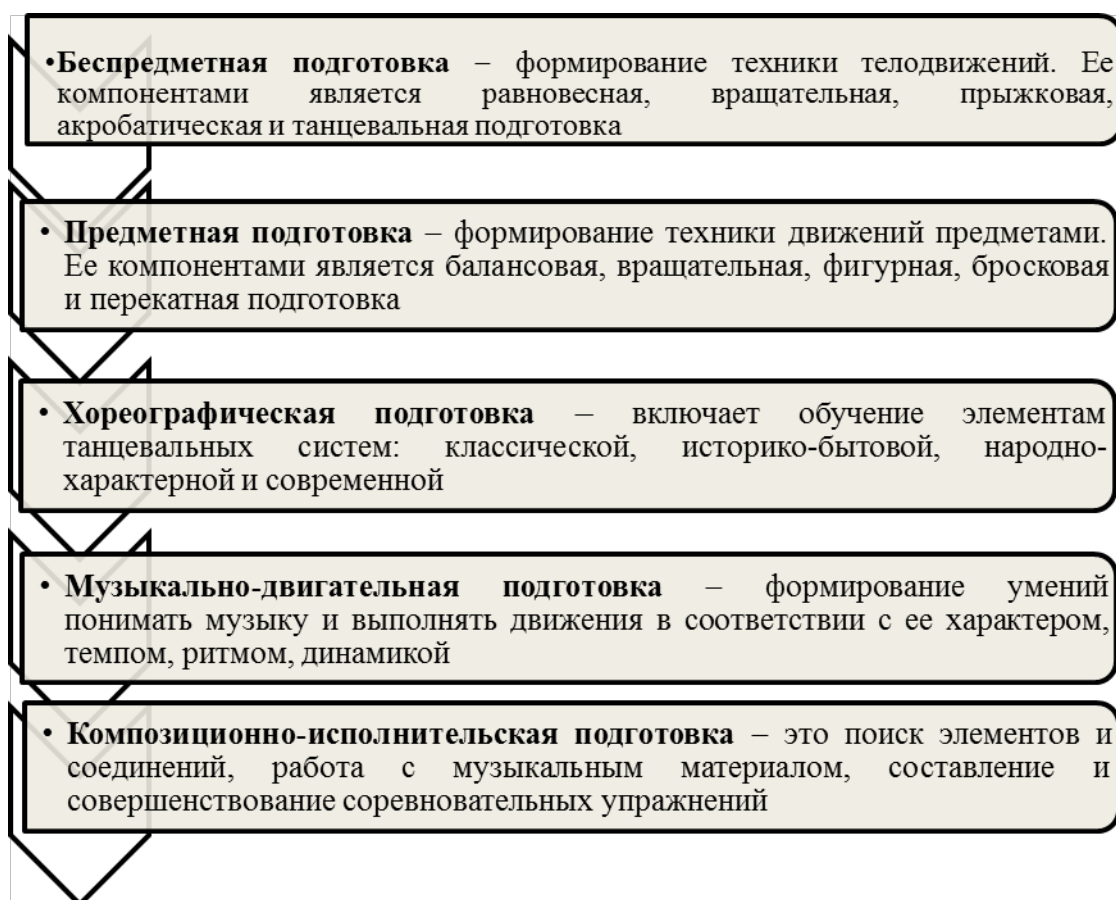 •Беспредметная подготовка – формирование техники телодвижений. Ее
компонентами является равновесная, вращательная, прыжковая,
акробатическая и танцевальная подготовка
• Предметная подготовка – формирование техники движений предметами.
Ее компонентами является балансовая, вращательная, фигурная, бросковая
и перекатная подготовка
• Хореографическая подготовка – включает обучение элементам
танцевальных систем: классической, историко-бытовой, народно-
характерной и современной
• Музыкально-двигательная подготовка – формирование умений
понимать музыку и выполнять движения в соответствии с ее характером,
темпом, ритмом, динамикой
• Композиционно-исполнительская подготовка – это поиск элементов и
соединений, работа с музыкальным материалом, составление и
совершенствование соревновательных упражнений